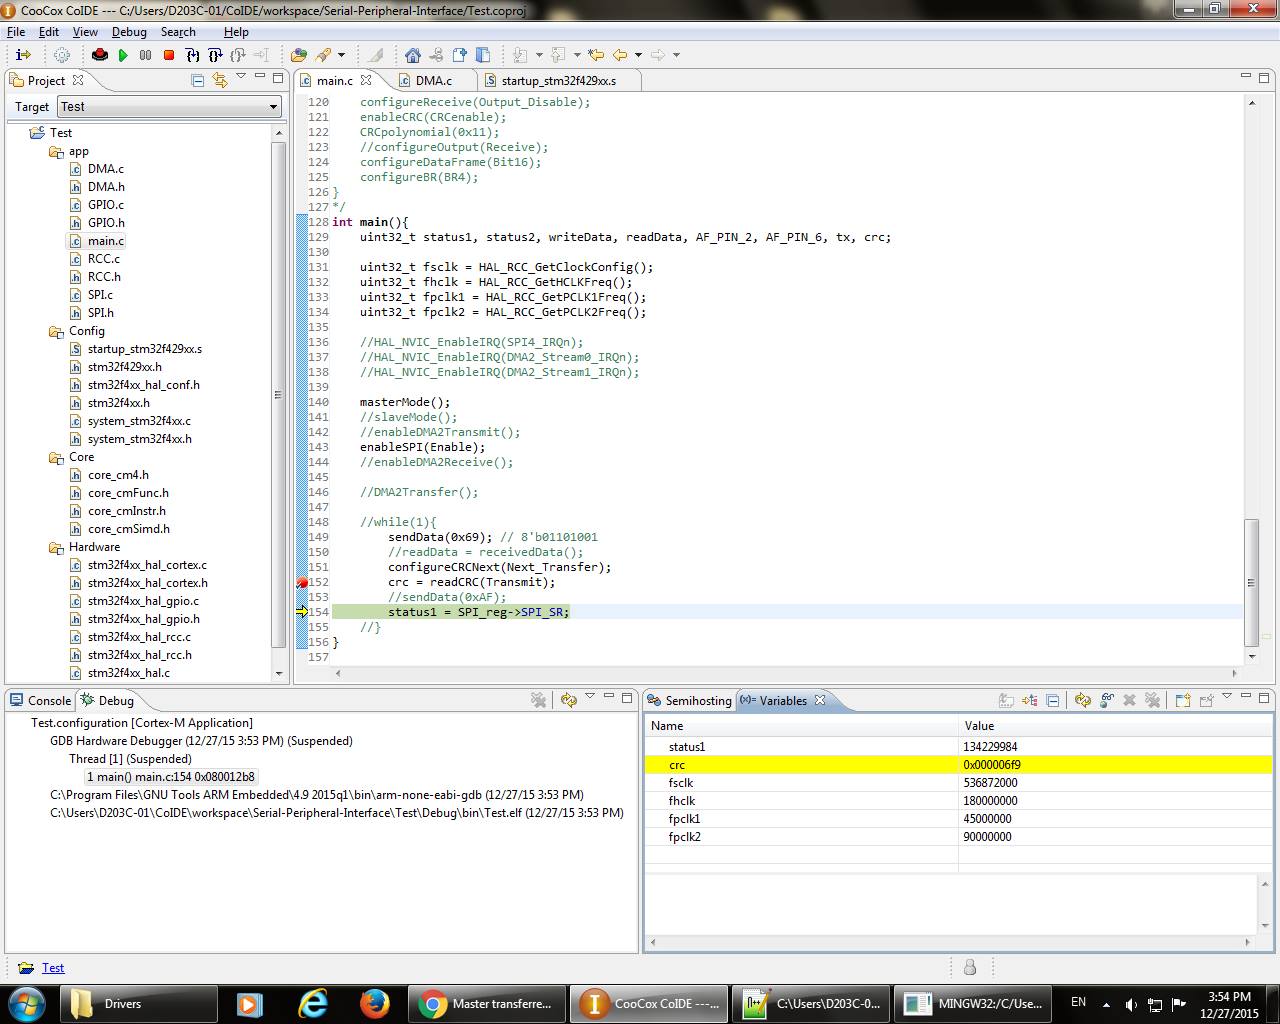 CooCox CoIDE --- C:/Users/D203C-01/CoIDE/workspace/Serial-Peripheral-Interface/Test.coproj
File Edit View Debug Search Help
Project
main.c DMA.c startup_stm32f429xx.s
Target Test
Test
app
DMA.c
DMA.h
GPIO.c
GPIO.h
main.c
RCC.c
RCC.h
SPI.c
SPI.h
Config
startup_stm32f429xx.s
stm32f429xx.h
stm32f4xx_hal_conf.h
stm32f4xx.h
system_stm32f4xx.c
system_stm32f4xx.h
Core
core_cm4.h
core_cmFunc.h
core_cmInstr.h
core_cmSimd.h
Hardware
stm32f4xx_hal_cortex.c
stm32f4xx_hal_cortex.h
stm32f4xx_hal_gpio.c
stm32f4xx_hal_gpio.h
stm32f4xx_hal_rcc.c
stm32f4xx_hal_rcc.h
stm32f4xx_hal.c
120 configureReceive(Output_Disable);
121 enableCRC(CRCenable);
122 CRCpolynomial(0x11);
123 //configureOutput(Receive);
124 configureDataFrame(Bit16);
125 configureBR(BR4);
126 }
127 */
128 int main(){
129 uint32_t status1, status2, writeData, readData, AF_PIN_2, AF_PIN_6, tx, crc;
130
131 uint32_t fsclk = HAL_RCC_GetClockConfig();
132 uint32_t fhclk = HAL_RCC_GetHCLKFreq();
133 uint32_t fpclk1 = HAL_RCC_GetPCLK1Freq();
134 uint32_t fpclk2 = HAL_RCC_GetPCLK2Freq();
135
136 //HAL_NVIC_EnableIRQ(SPI4_IRQn);
137 //HAL_NVIC_EnableIRQ(DMA2_Stream0_IRQn);
138 //HAL_NVIC_EnableIRQ(DMA2_Stream1_IRQn);
139
140 masterMode();
141 //slaveMode();
142 //enableDMA2Transmit();
143 enableSPI(Enable);
144 //enableDMA2Receive();
145
146 //DMA2Transfer();
147
148 //while(1){
149 sendData(0x69); // 8'b01101001
150 //readData = receivedData();
151 configureCRCNext(Next_Transfer);
152 crc = readCRC(Transmit);
153 //sendData(0xAF);
154 status1 = SPI_reg->SPI_SR;
155 //}
156 }
157
Console Debug
Test.configuration [Cortex-M Application]
GDB Hardware Debugger (12/27/15 3:53 PM) (Suspended)
Thread [1] (Suspended)
1 main() main.c:154 0x080012b8
C:\Program Files\GNU Tools ARM Embedded\4.9 2015q1\bin\arm-none-eabi-gdb (12/27/15 3:53 PM)
C:\Users\D203C-01\CoIDE\workspace\Serial-Peripheral-Interface\Test\Debug\bin\Test.elf (12/27/15 3:53 PM)
Semihosting (x)= Variables
Name Value
status1 134229984
crc 0x000006f9
fsclk 536872000
fhclk 180000000
fpclk1 45000000
fpclk2 90000000
Test
Drivers
Master transferre...
CooCox CoIDE ---...
C:\Users\D203C-0...
MINGW32:/C/Use...
EN
3:54 PM
12/27/2015